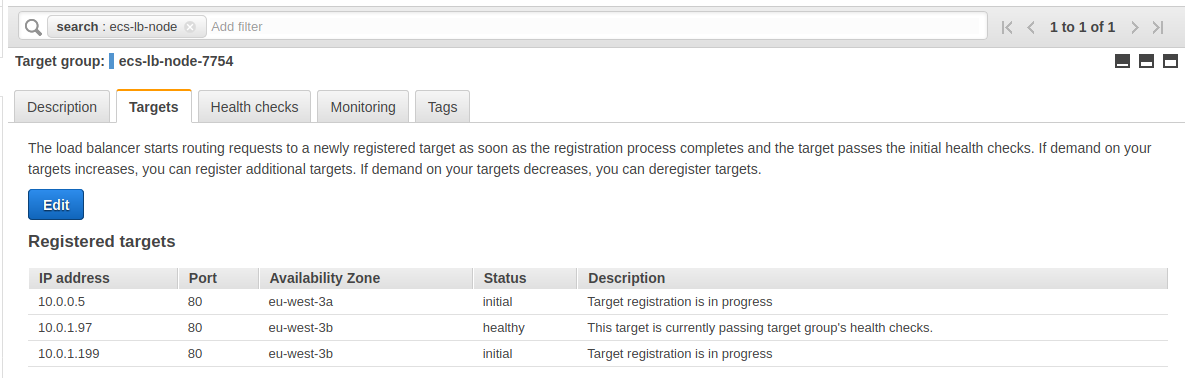 search : ecs-lb-node Add filter 1 to 1 of 1
Target group: ecs-lb-node-7754
Description Targets Health checks Monitoring Tags
The load balancer starts routing requests to a newly registered target as soon as the registration process completes and the target passes the initial health checks. If demand on your
targets increases, you can register additional targets. If demand on your targets decreases, you can deregister targets.
Edit
Registered targets
IP address Port Availability Zone Status Description
10.0.0.5 80 eu-west-3a initial Target registration is in progress
10.0.1.97 80 eu-west-3b healthy This target is currently passing target group's health checks.
10.0.1.199 80 eu-west-3b initial Target registration is in progress